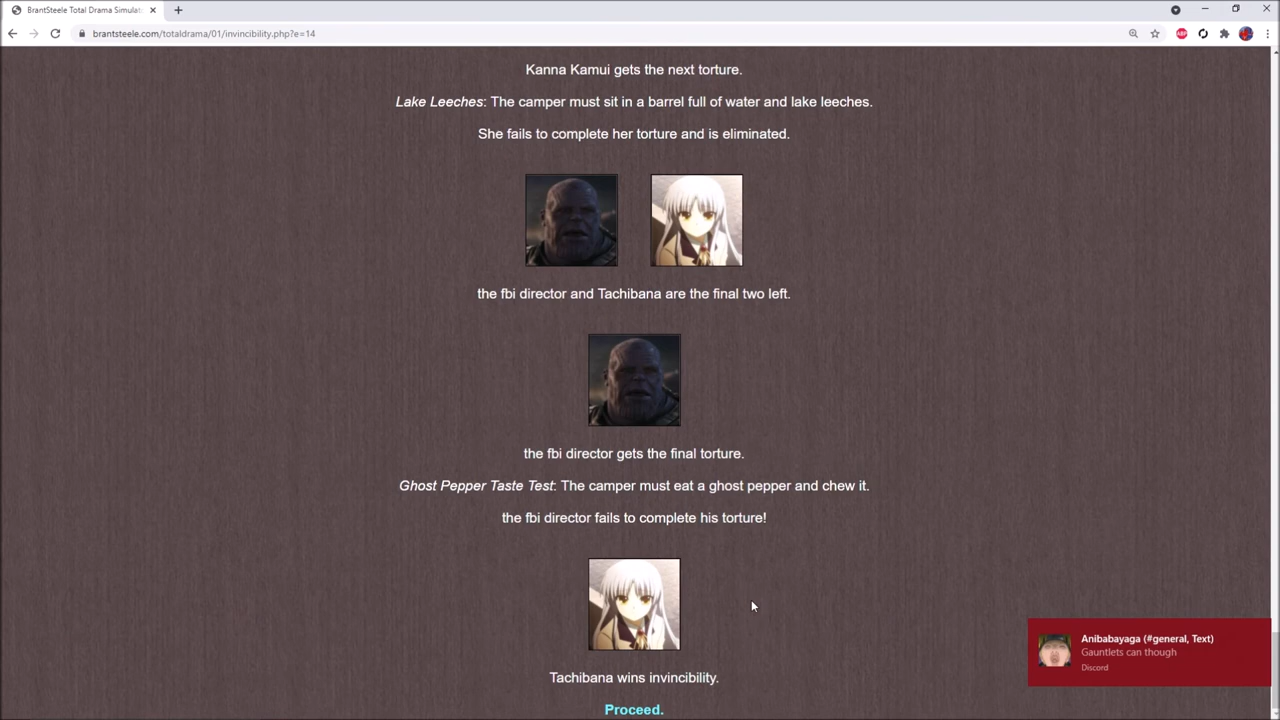 BrantSteele Total Drama Simulat
brantsteele.com/totaldrama/01/invincibility.php?e=14
ABP
Kanna Kamui gets the next torture.
Lake Leeches: The camper must sit in a barrel full of water and lake leeches.
She fails to complete her torture and is eliminated.
the fbi director and Tachibana are the final two left.
the fbi director gets the final torture.
Ghost Pepper Taste Test: The camper must eat a ghost pepper and chew it.
the fbi director fails to complete his torture!
Anibabayaga (#general, Text)
Gauntlets can though
Discord
Tachibana wins invincibility.
Proceed.